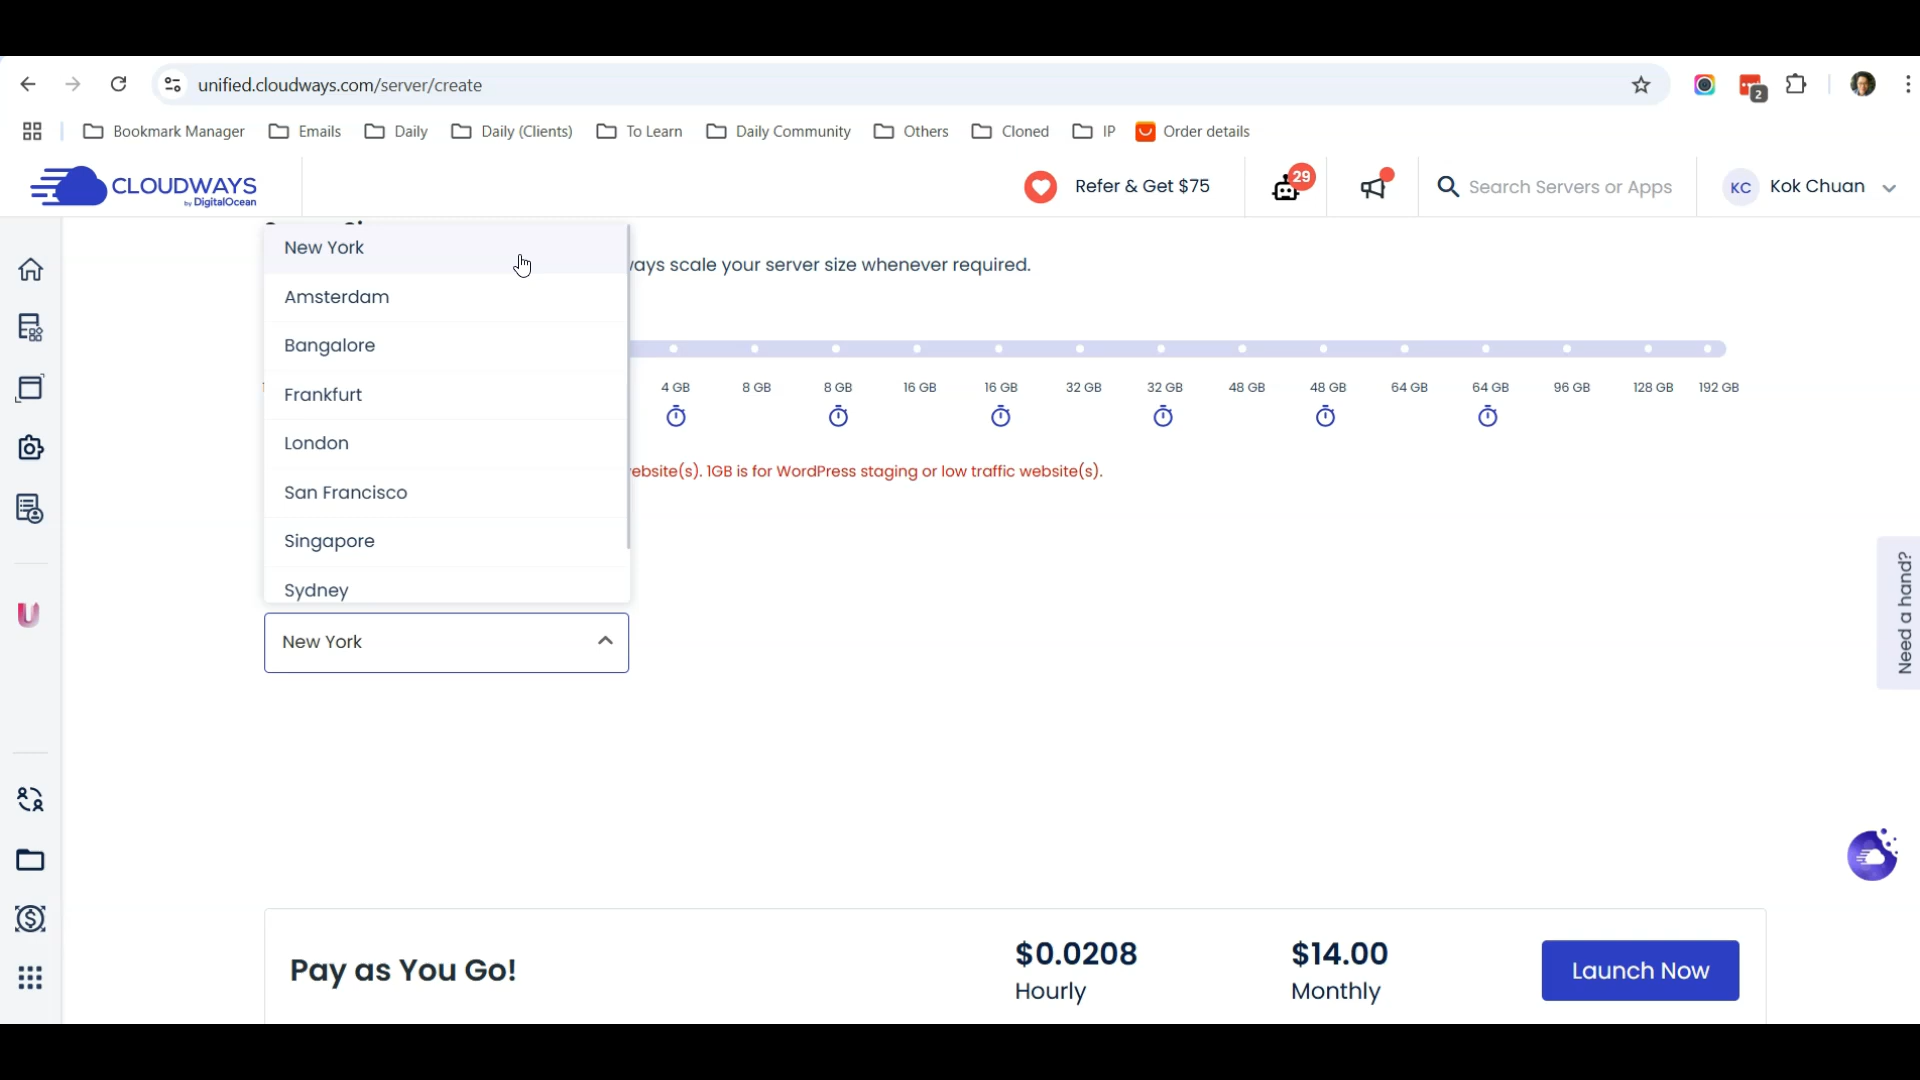 unified.cloudways.com/server/create
2
Bookmark Manager
Emails
Daily
Daily (Clients)
To Learn
Daily Community
Others
Cloned
IP
Order details
CLOUDWAYS
by DigitalOcean
Refer & Get $75
29
Search Servers or Apps
KC
Kok Chuan
New York
ays scale your server size whenever required.
Amsterdam
Bangalore
Frankfurt
4 GB 8 GB 8 GB 16 GB 16 GB 32 GB 32 GB 48 GB 48 GB 64 GB 64 GB 96 GB 128 GB 192 GB
London
ebsite(s). 1GB is for WordPress staging or low traffic website(s).
San Francisco
Singapore
Sydney
New York
Need a hand?
Pay as You Go!
$0.0208
Hourly
$14.00
Monthly
Launch Now